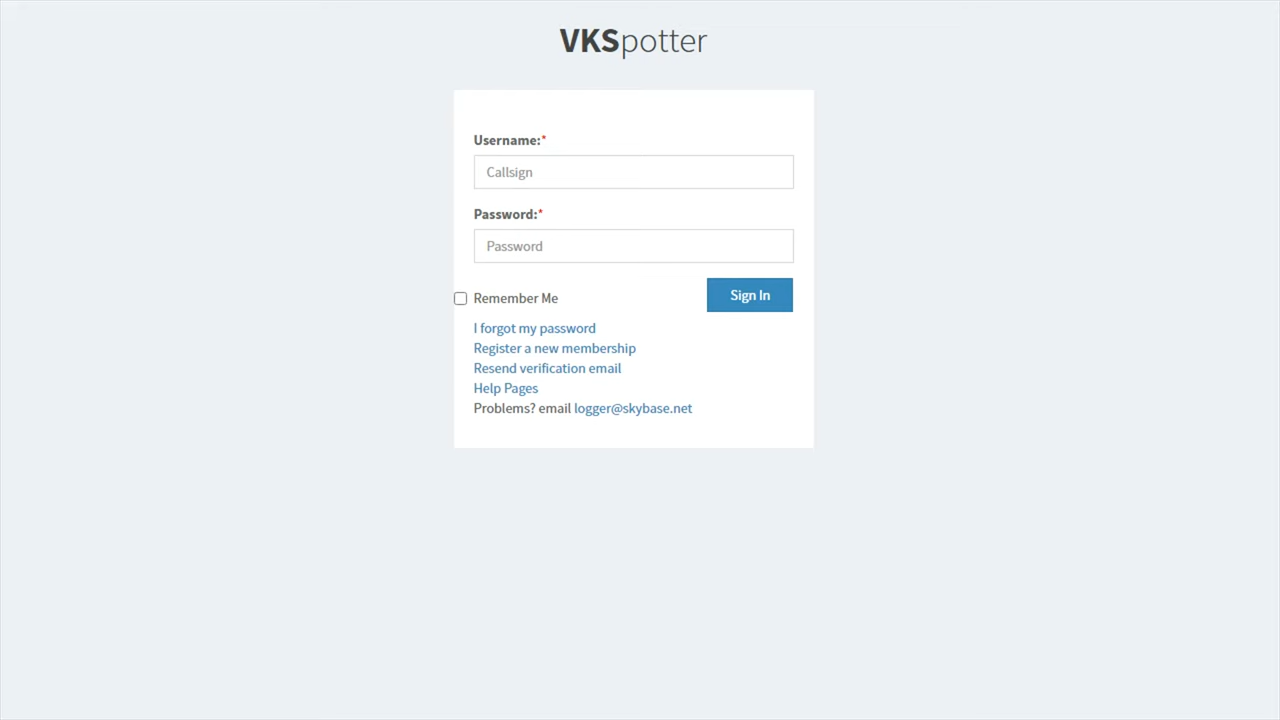 VKSpotter
Username:*
Callsign
Password:*
Password
Remember Me
Sign In
I forgot my password
Register a new membership
Resend verification email
Help Pages
Problems? email logger@skybase.net